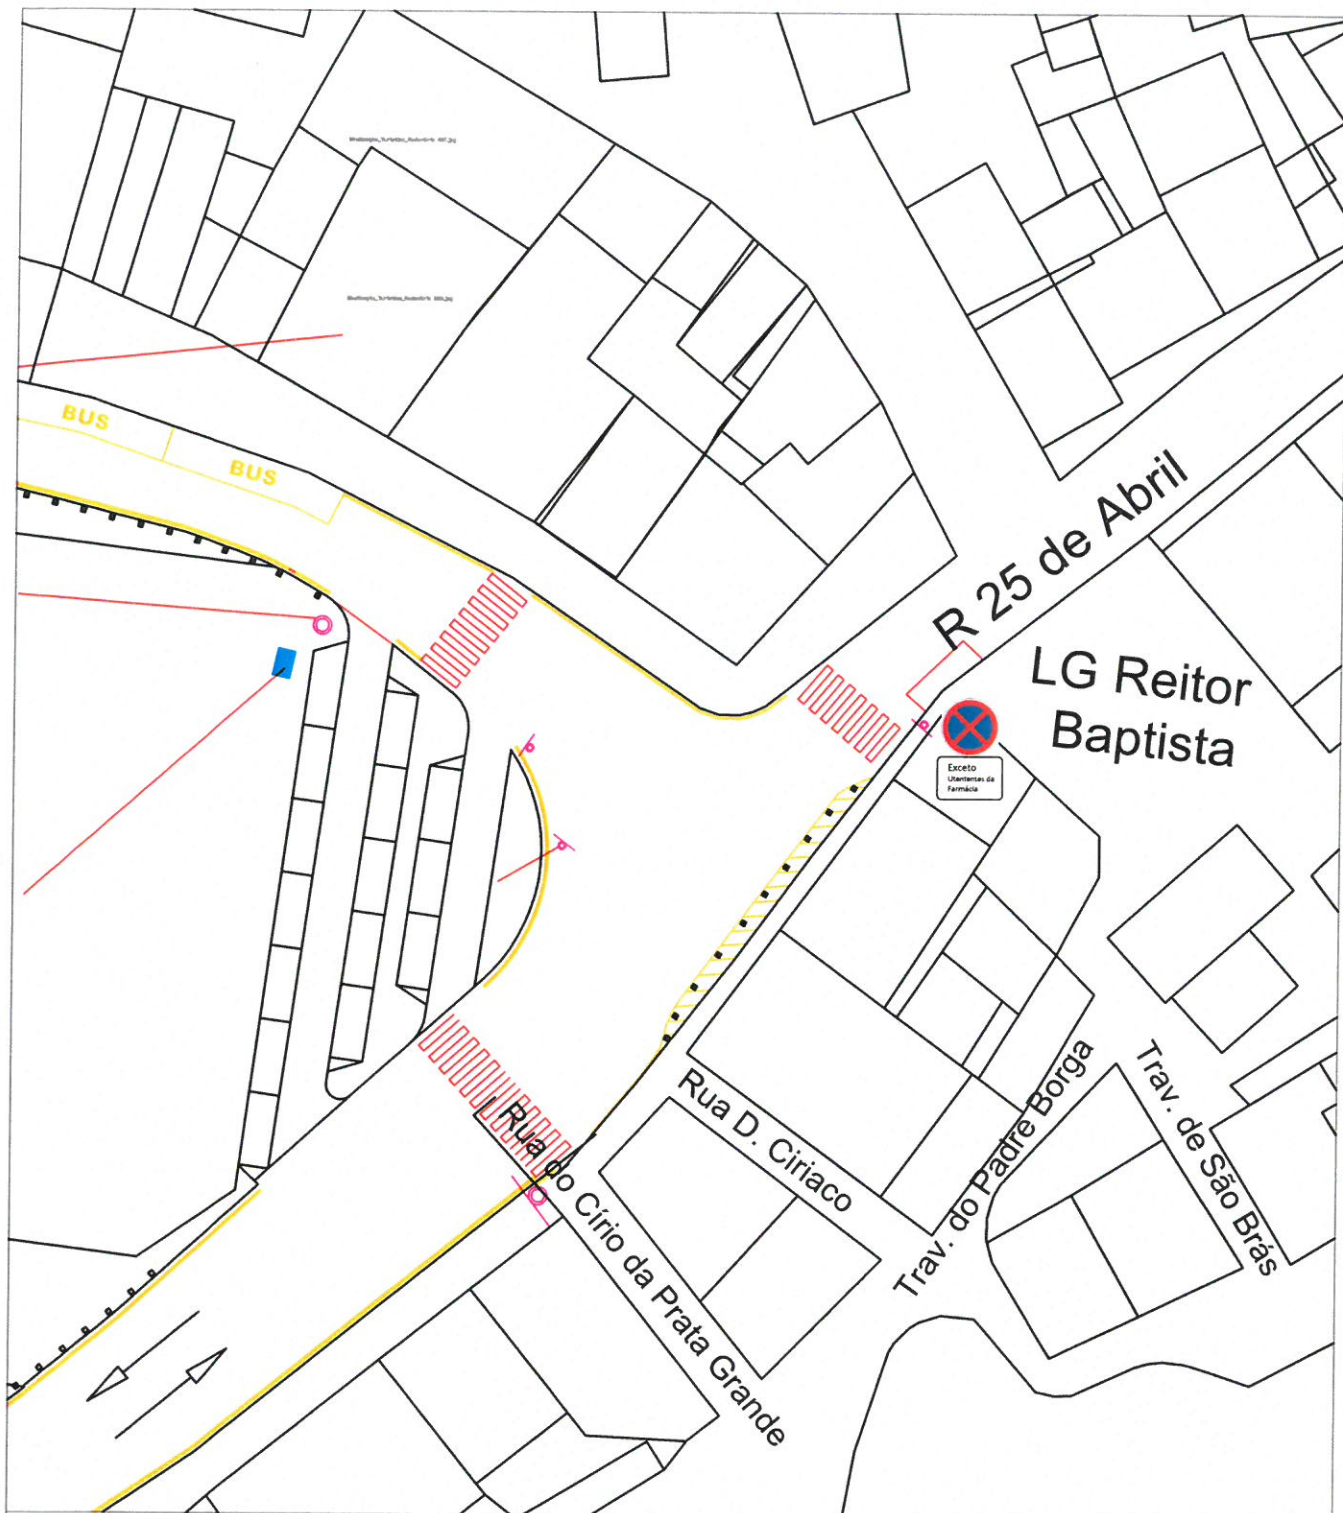 BUS
BUS
R 25 de Abril
LG Reitor
Baptista
Exceto
Utententes da
Farmácia
Rua D. Ciriaco
Rua do Círio da Prata Grande
Trav. do Padre Borga
Trav. de São Brás